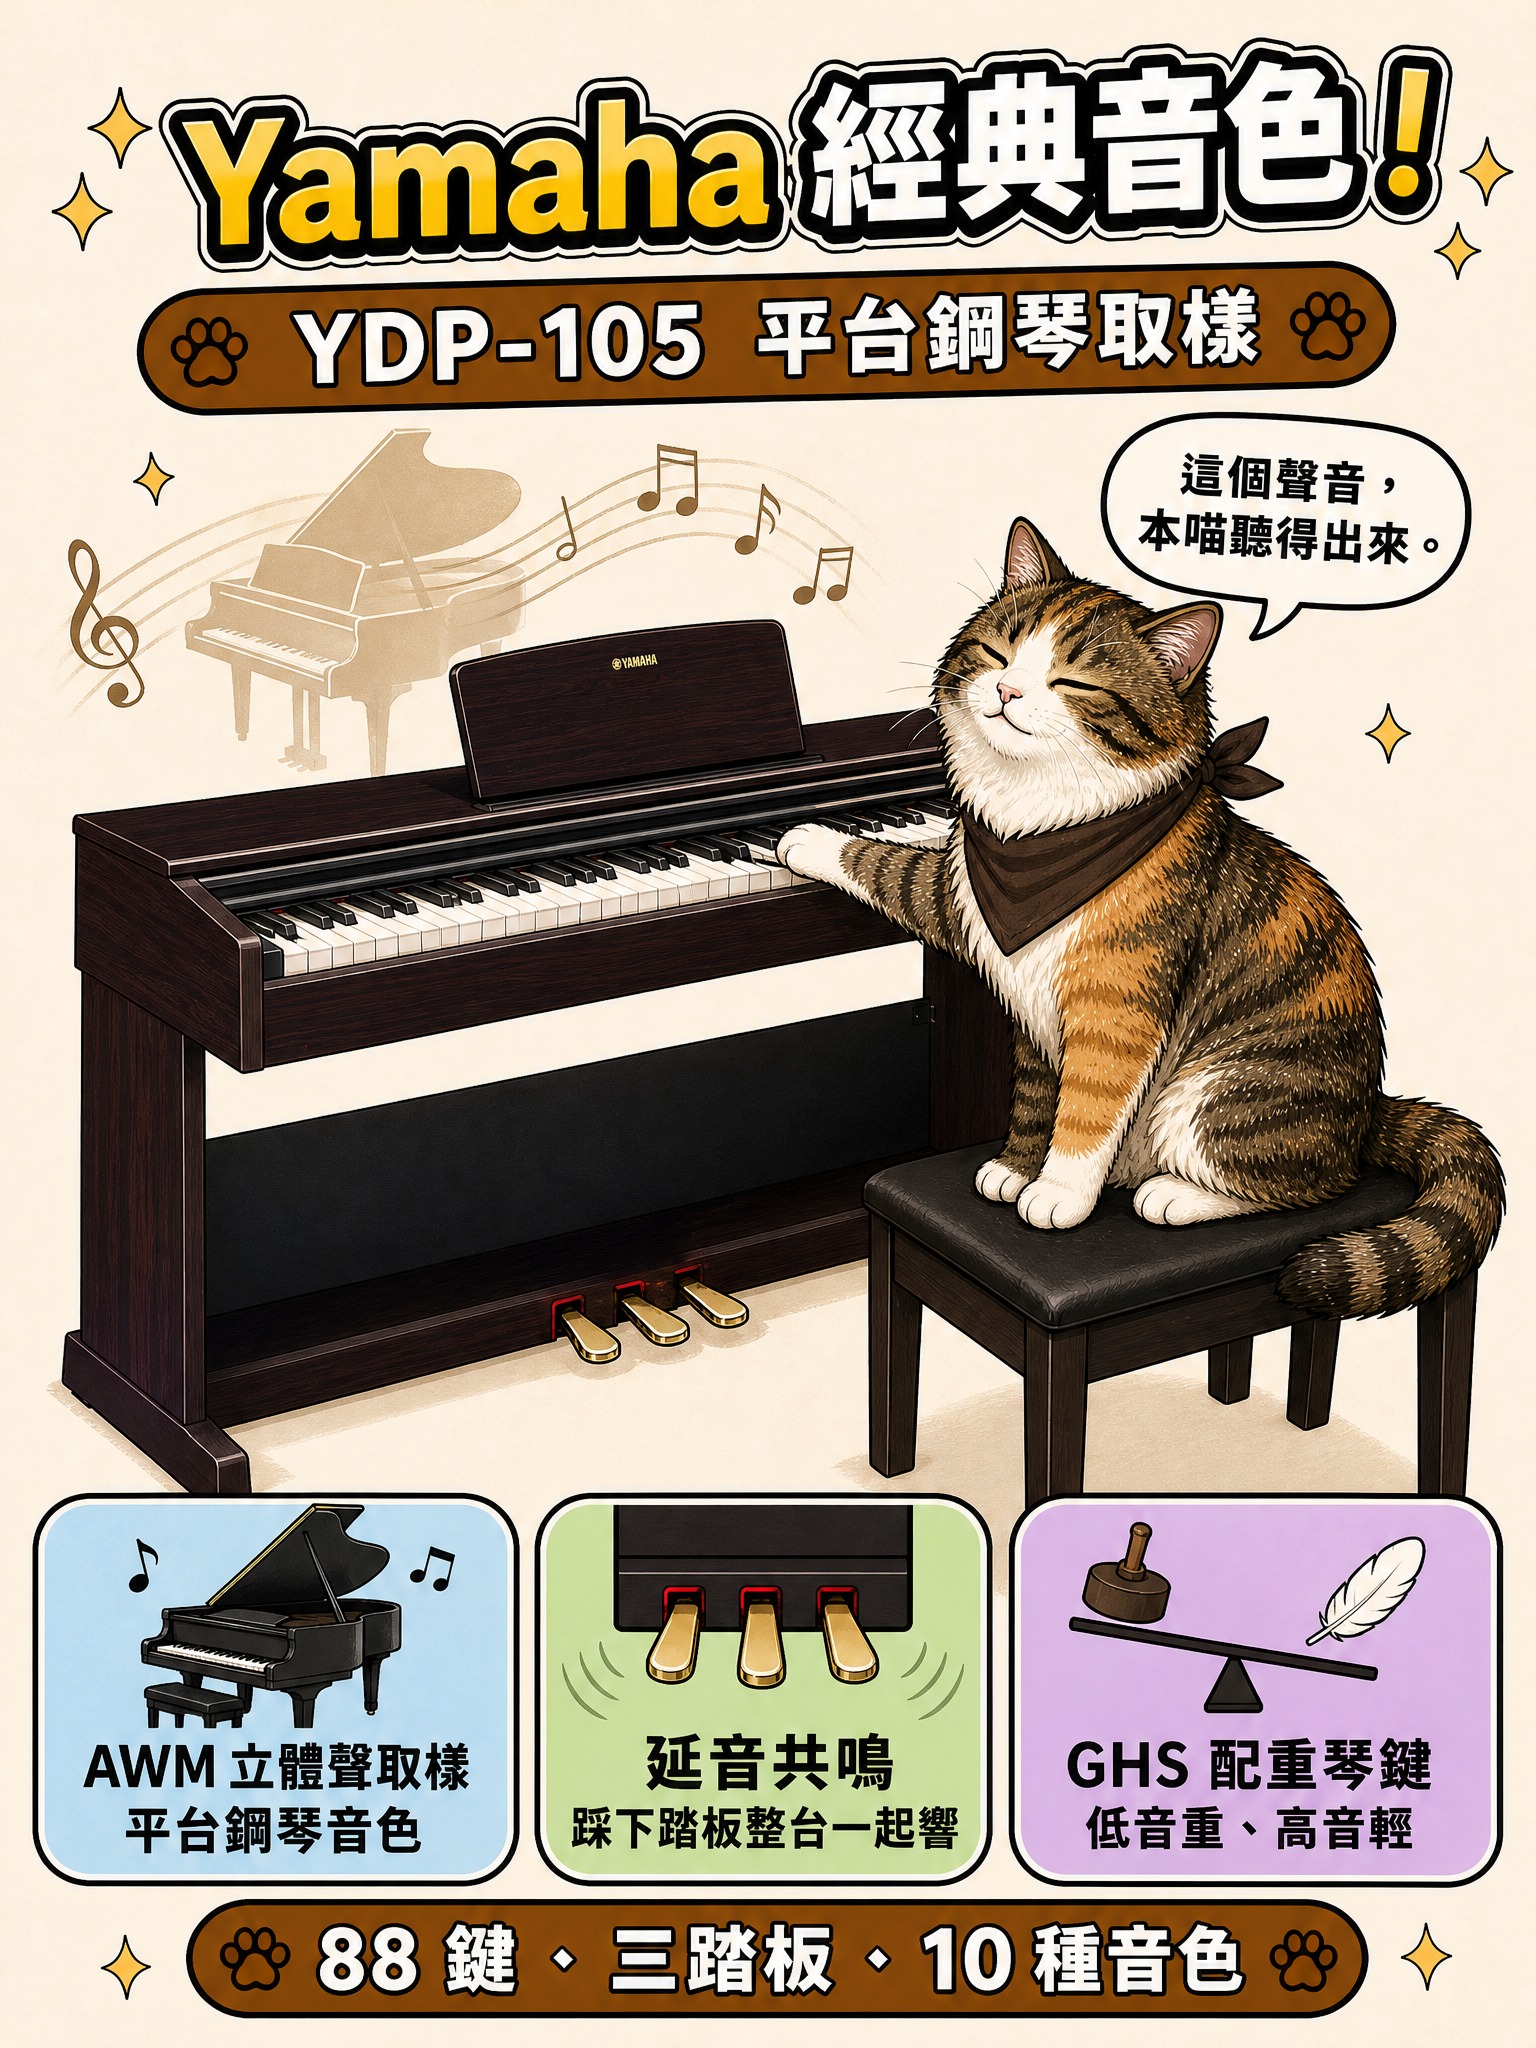 Yamaha 經典音色！
YDP-105 平台鋼琴取樣
這個聲音，
本喵聽得出來。
YAMAHA
AWM 立體聲取樣
平台鋼琴音色
延音共鳴
踩下踏板整台一起響
GHS 配重琴鍵
低音重、高音輕
88 鍵・三踏板・10 種音色